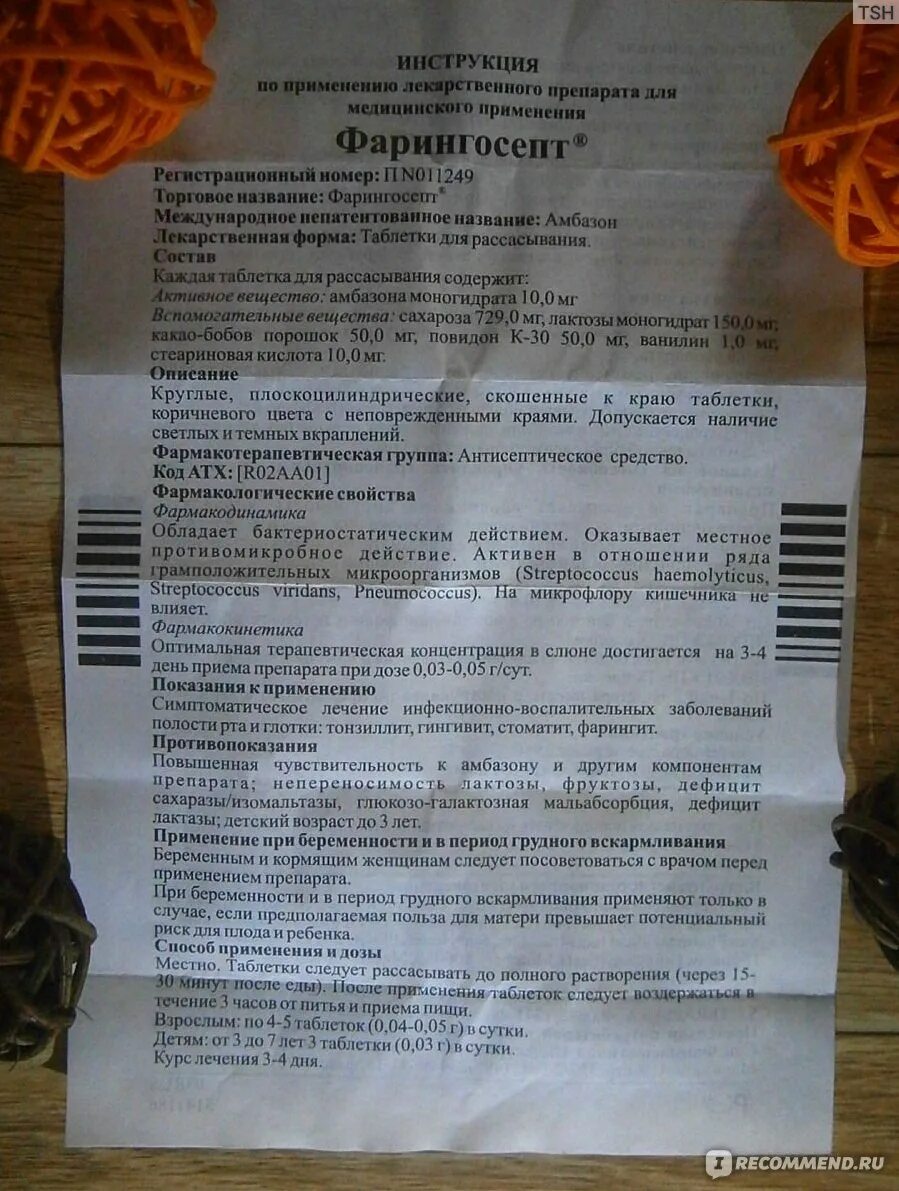 TSH
ИНСТРУКЦИЯ
по применению лекарственного препарата для
медицинского применения
Фарингосепт®
Регистрационный номер: П N011249
Торговое название: Фарингосепт®
Международное непатентованное название: Амбазон
Лекарственная форма: Таблетки для рассасывания.
Состав
Каждая таблетка для рассасывания содержит:
Активное вещество: амбазона моногидрата 10,0 мг
Вспомогательные вещества: сахароза 729,0 мг, лактозы моногидрат 150,0 мг,
какао-бобов порошок 50,0 мг, повидон К-30 50,0 мг, ванилин 1,0 мг,
стеариновая кислота 10,0 мг.
Описание
Круглые, плоскоцилиндрические, скошенные к краю таблетки,
коричневого цвета с неповрежденными краями. Допускается наличие
светлых и темных вкраплений.
Фармакотерапевтическая группа: Антисептическое средство.
Код АТХ: [R02AA01]
Фармакологические свойства
Фармакодинамика
Обладает бактериостатическим действием. Оказывает местное
противомикробное действие. Активен в отношении ряда
грамположительных микроорганизмов (Streptococcus haemolyticus,
Streptococcus viridans, Pneumococcus). На микрофлору кишечника не
влияет.
Фармакокинетика
Оптимальная терапевтическая концентрация в слюне достигается на 3-4
день приема препарата при дозе 0,03-0,05 г/сут.
Показания к применению
Симптоматическое лечение инфекционно-воспалительных заболеваний
полости рта и глотки: тонзиллит, гингивит, стоматит, фарингит.
Противопоказания
Повышенная чувствительность к амбазону и другим компонентам
препарата; непереносимость лактозы, фруктозы, дефицит
сахаразы/изомальтазы, глюкозо-галактозная мальабсорбция, дефицит
лактазы; детский возраст до 3 лет.
Применение при беременности и в период грудного вскармливания
Беременным и кормящим женщинам следует посоветоваться с врачом перед
применением препарата.
При беременности и в период грудного вскармливания применяют только в
случае, если предполагаемая польза для матери превышает потенциальный
риск для плода и ребенка.
Способ применения и дозы
Местно. Таблетки следует рассасывать до полного растворения (через 15-
30 минут после еды). После применения таблеток следует воздержаться в
течение 3 часов от питья и приема пищи.
Взрослым: по 4-5 таблеток (0,04-0,05 г) в сутки.
Детям: от 3 до 7 лет 3 таблетки (0,03 г) в сутки.
Курс лечения 3-4 дня.
IRECOMMEND.RU